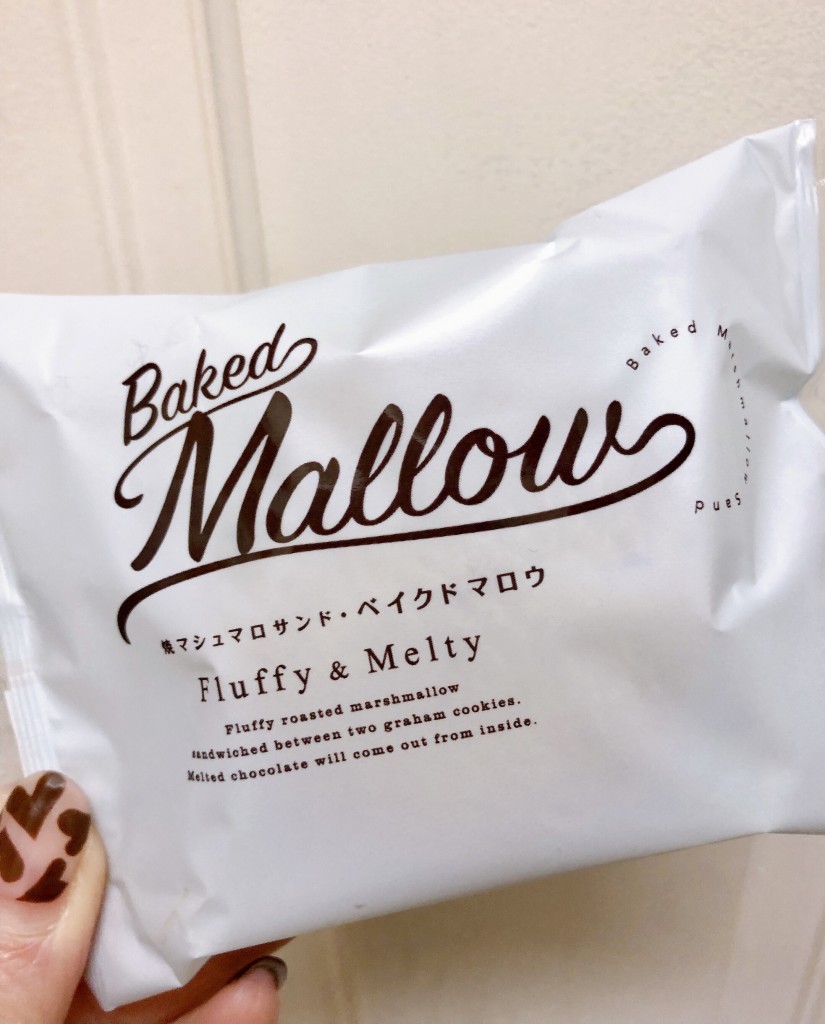 Baked
Mallow
Baked Marshmallow Sand
焼マシュマロサンド・ベイクドマロウ
Fluffy & Melty
Fluffy roasted marshmallow
sandwiched between two graham cookies.
Melted chocolate will come out from inside.